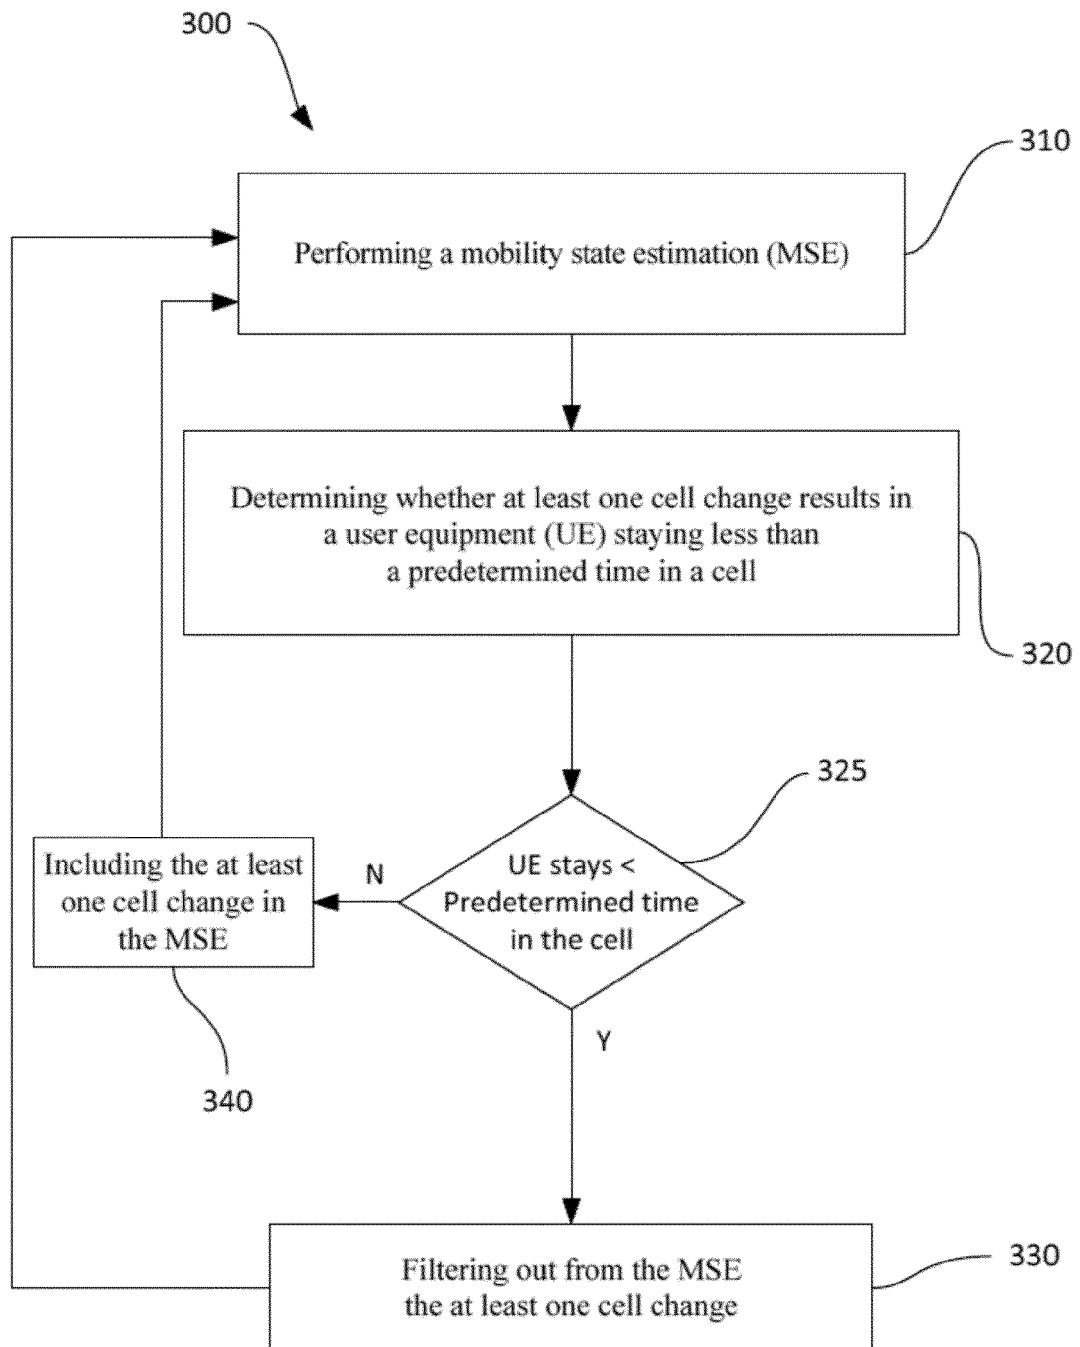 300
310
Performing a mobility state estimation (MSE)
Determining whether at least one cell change results in
a user equipment (UE) staying less than
a predetermined time in a cell
320
325
UE stays <
Predetermined time
in the cell
N
Including the at least
one cell change in
the MSE
Y
340
330
Filtering out from the MSE
the at least one cell change